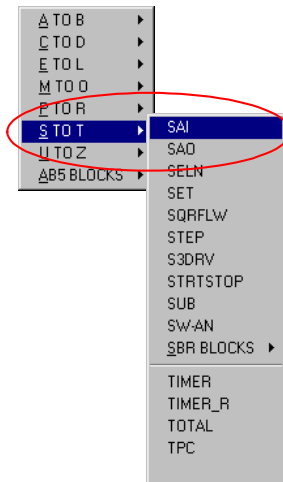 A TO B
C TO D
E TO L
M TO O
P TO R
S TO T
U TO Z
AB5 BLOCKS
SAI
SAO
SELN
SET
SQRFLW
STEP
S3DRV
STRTSTOP
SUB
SW-AN
SBR BLOCKS
TIMER
TIMER_R
TOTAL
TPC